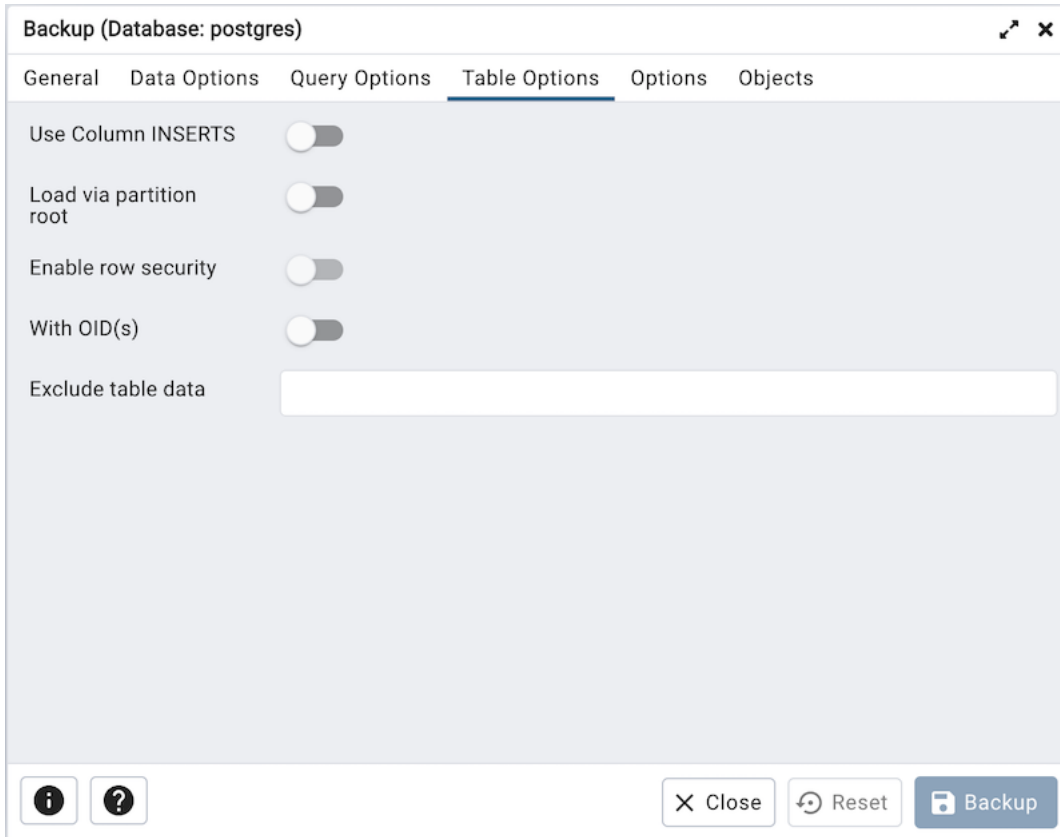 Backup (Database: postgres)
General Data Options Query Options Table Options Options Objects
Use Column INSERTS
Load via partition
root
Enable row security
With OID(s)
Exclude table data
Close Reset Backup